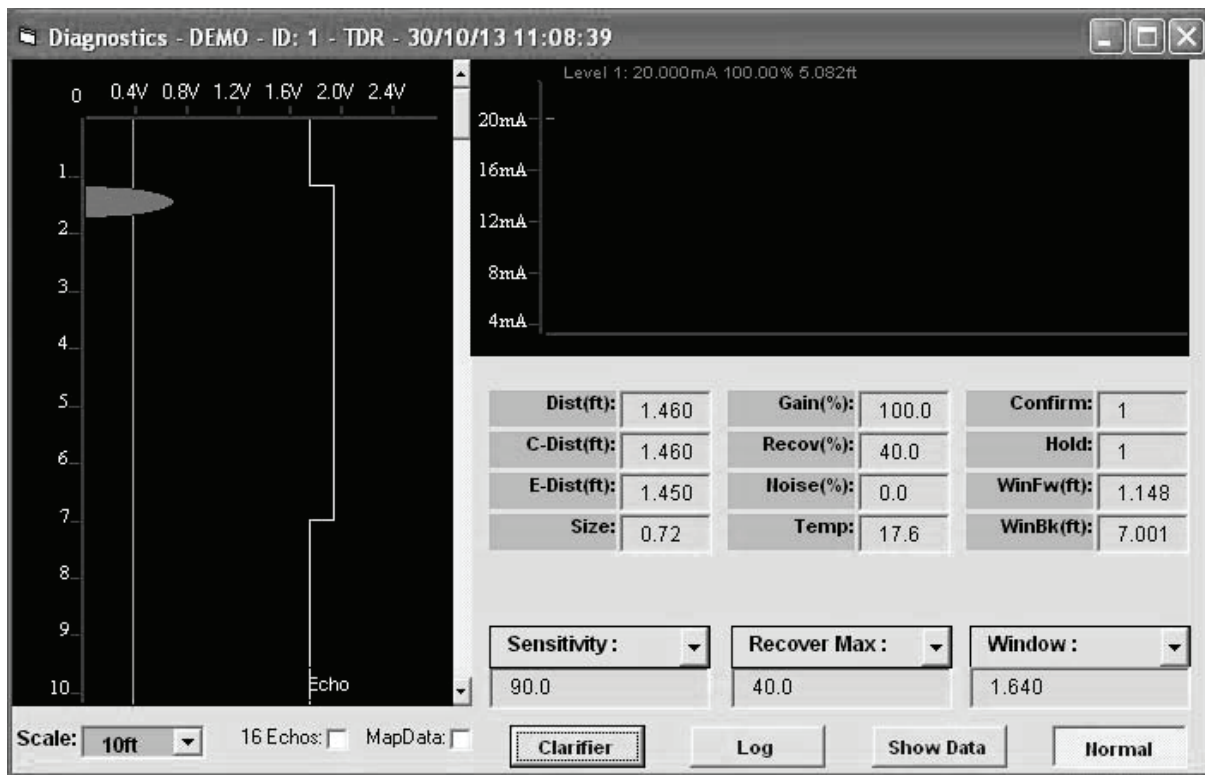 Diagnostics - DEMO - ID: 1 - TDR - 30/10/13 11:08:39
0 0.4V 0.8V 1.2V 1.6V 2.0V 2.4V
1
2
3
4
5
6
7
8
9
10
Echo
Level 1: 20.000mA 100.00% 5.082ft
20mA
16mA
12mA
8mA
4mA
Dist(ft): 1.460 Gain(%): 100.0 Confirm: 1
C-Dist(ft): 1.460 Recov(%): 40.0 Hold: 1
E-Dist(ft): 1.450 Noise(%): 0.0 WinFw(ft): 1.148
Size: 0.72 Temp: 17.6 WinBk(ft): 7.001
Sensitivity : Recover Max : Window :
90.0 40.0 1.640
Scale: 10ft 16 Echos: MapData: Clarifier Log Show Data Normal